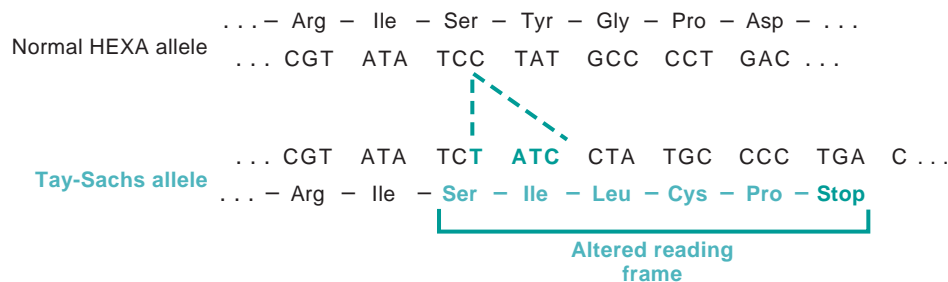 . . . – Arg – Ile – Ser – Tyr – Gly – Pro – Asp – . . .
Normal HEXA allele
. . . CGT ATA TCC TAT GCC CCT GAC . . .
. . . CGT ATA TCT ATC CTA TGC CCC TGA C . . .
Tay-Sachs allele
. . . – Arg – Ile – Ser – Ile – Leu – Cys – Pro – Stop
Altered reading
frame